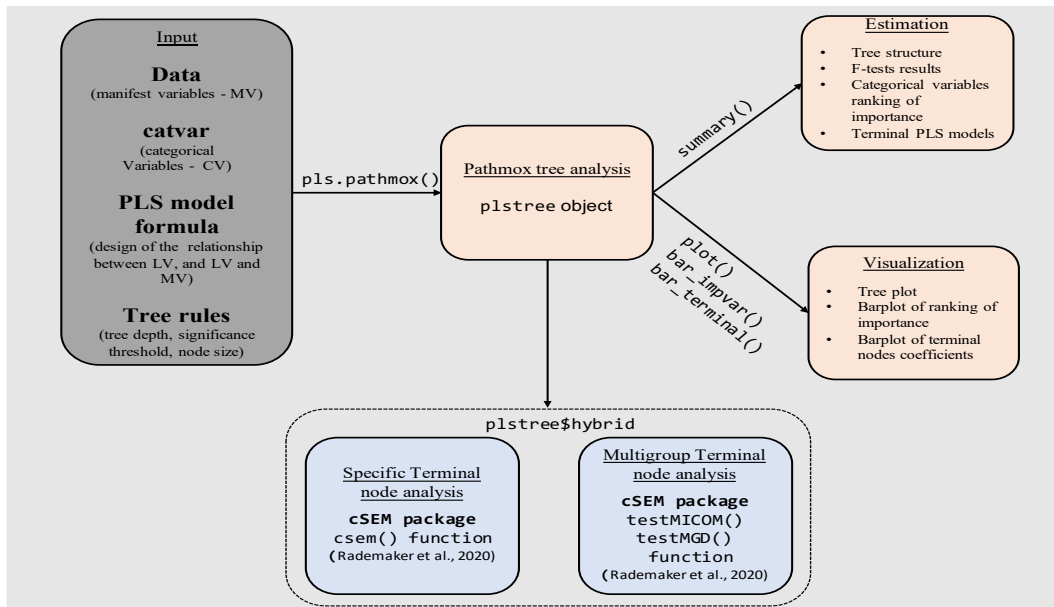 Input
Data
(manifest variables - MV)
catvar
(categorical
Variables - CV)
PLS model
formula
(design of the relationship
between LV, and LV and
MV)
Tree rules
(tree depth, significance
threshold, node size)
pls.pathmox()
Pathmox tree analysis
plstree object
summary()
Estimation
• Tree structure
• F-tests results
• Categorical variables
ranking of
importance
• Terminal PLS models
plot()
bar_impvar()
bar_terminal()
Visualization
• Tree plot
• Barplot of ranking of
importance
• Barplot of terminal
nodes coefficients
plstree$hybrid
Specific Terminal
node analysis
cSEM package
csem() function
(Rademaker et al., 2020)
Multigroup Terminal
node analysis
cSEM package
testMICOM()
testMGD()
function
(Rademaker et al., 2020)